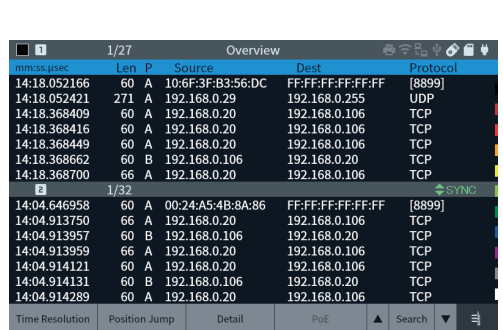 1 1/27 Overview
mm:ss.µsec Len P Source Dest Protocol
14:18.052166 60 A 10:6F:3F:B3:56:DC FF:FF:FF:FF:FF:FF [8899]
14:18.052421 271 A 192.168.0.29 192.168.0.255 UDP
14:18.368409 60 A 192.168.0.20 192.168.0.106 TCP
14:18.368416 60 A 192.168.0.20 192.168.0.106 TCP
14:18.368449 60 A 192.168.0.20 192.168.0.106 TCP
14:18.368662 60 B 192.168.0.106 192.168.0.20 TCP
14:18.368700 66 A 192.168.0.20 192.168.0.106 TCP
2 1/32 SYNC
14:04.646958 60 A 00:24:A5:4B:8A:86 FF:FF:FF:FF:FF:FF [8899]
14:04.913750 66 A 192.168.0.20 192.168.0.106 TCP
14:04.913957 60 B 192.168.0.106 192.168.0.20 TCP
14:04.913959 66 A 192.168.0.20 192.168.0.106 TCP
14:04.914121 60 A 192.168.0.20 192.168.0.106 TCP
14:04.914131 60 B 192.168.0.106 192.168.0.20 TCP
14:04.914289 60 A 192.168.0.20 192.168.0.106 TCP
Time Resolution Position Jump Detail PoE ▲ Search ▼